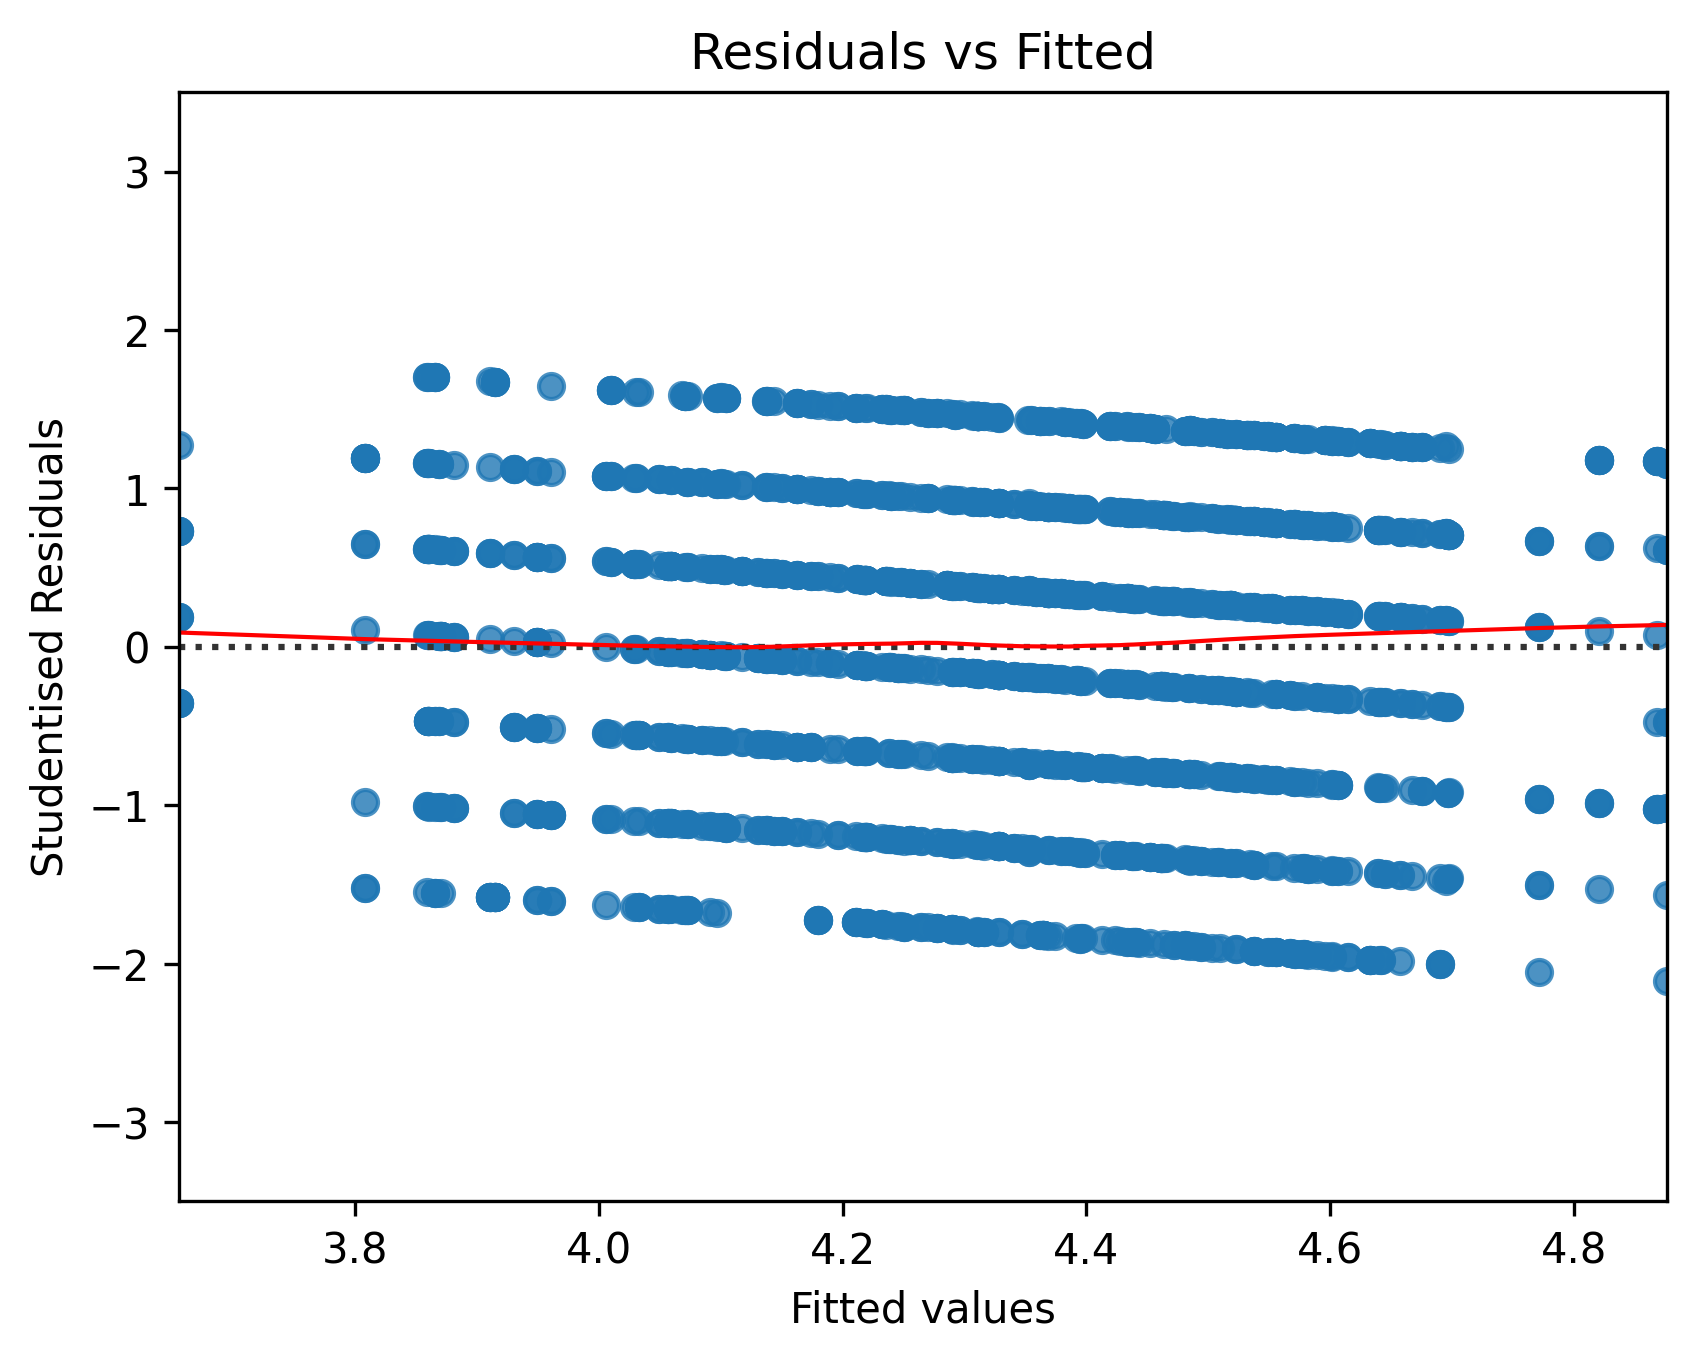 Residuals vs Fitted
Studentised Residuals
3
2
1
0
−1
−2
−3
3.8 4.0 4.2 4.4 4.6 4.8
Fitted values